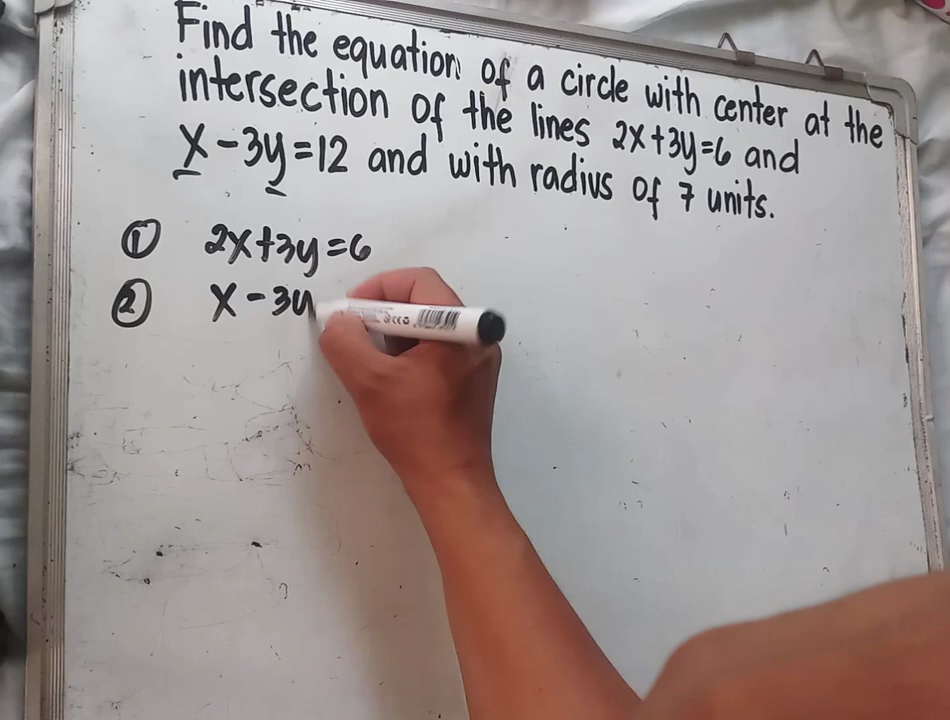 Find the equation of a circle with center at the
intersection of the lines 2x+3y=6 and
x-3y=12 and with radius of 7 units.
① 2x+3y=6
② x-3y